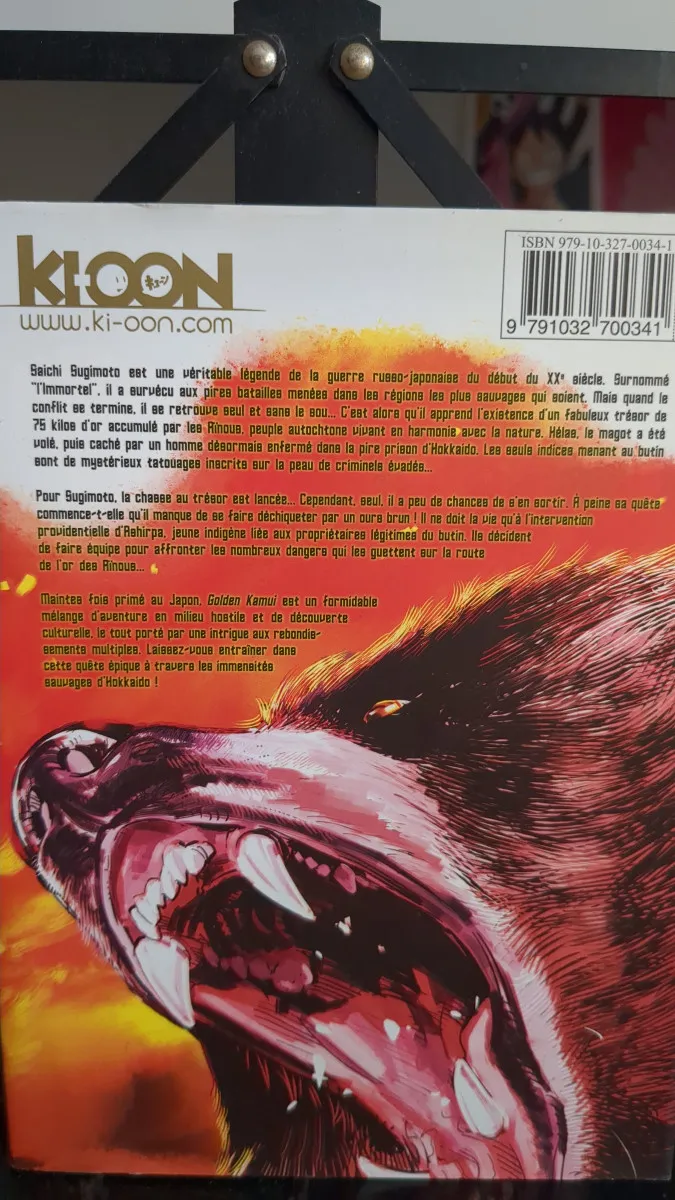 KI-OON
キューン
www.ki-oon.com
ISBN 979-10-327-0034-1
9 791032 700341
Saichi Sugimoto est une véritable légende de la guerre russo-japonaise du début du XXe siècle. Surnommé
"l'Immortel", il a survécu aux pires batailles menées dans les régions les plus sauvages qui soient. Mais quand le
conflit se termine, il se retrouve seul et sans le sou... C'est alors qu'il apprend l'existence d'un fabuleux trésor de
75 kilos d'or accumulé par les Aïnous, peuple autochtone vivant en harmonie avec la nature. Hélas, le magot a été
volé, puis caché par un homme désormais enfermé dans la pire prison d'Hokkaido. Les seuls indices menant au butin
sont de mystérieux tatouages inscrits sur la peau de criminels évadés...
Pour Sugimoto, la chasse au trésor est lancée... Cependant, seul, il a peu de chances de s'en sortir. À peine sa quête
commence-t-elle qu'il manque de se faire déchiqueter par un ours brun ! Il ne doit la vie qu'à l'intervention
providentielle d'Ashirpa, jeune indigène liée aux propriétaires légitimes du butin. Ils décident
de faire équipe pour affronter les nombreux dangers qui les guettent sur la route
de l'or des Aïnous...
Maintes fois primé au Japon, Golden Kamui est un formidable
mélange d'aventure en milieu hostile et de découverte
culturelle, le tout porté par une intrigue aux rebondis-
sements multiples. Laissez-vous entraîner dans
cette quête épique à travers les immensités
sauvages d'Hokkaido !